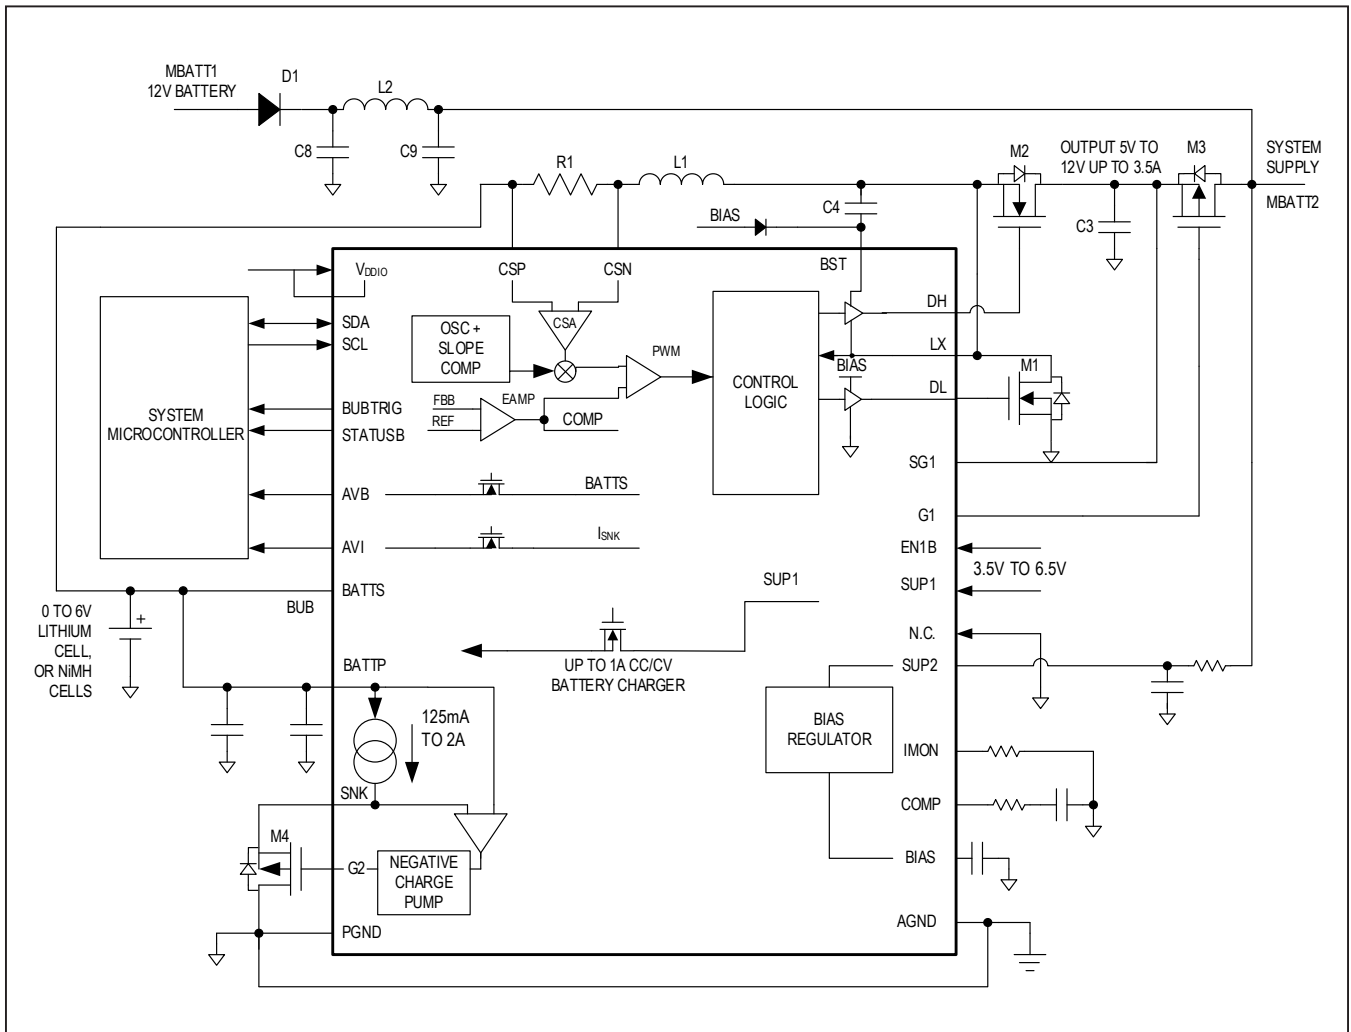 MBATT1
12V BATTERY
D1
L2
C8
C9
R1
L1
M2
OUTPUT 5V TO
12V UP TO 3.5A
M3
SYSTEM
SUPPLY
MBATT2
C4
C3
BIAS
VDDIO
CSP
CSN
BST
SDA
SCL
OSC +
SLOPE
COMP
CSA
PWM
CONTROL
LOGIC
DH
LX
BIAS
M1
DL
SYSTEM
MICROCONTROLLER
BUBTRIG
STATUSB
FBB
REF
EAMP
COMP
SG1
AVB
BATTS
G1
AVI
ISNK
EN1B
3.5V TO 6.5V
SUP1
SUP1
BATTS
BUB
0 TO 6V
LITHIUM
CELL,
OR NiMH
CELLS
+
N.C.
UP TO 1A CC/CV
BATTERY CHARGER
BATTP
SUP2
125mA
TO 2A
BIAS
REGULATOR
IMON
SNK
COMP
M4
G2
NEGATIVE
CHARGE
PUMP
BIAS
PGND
AGND